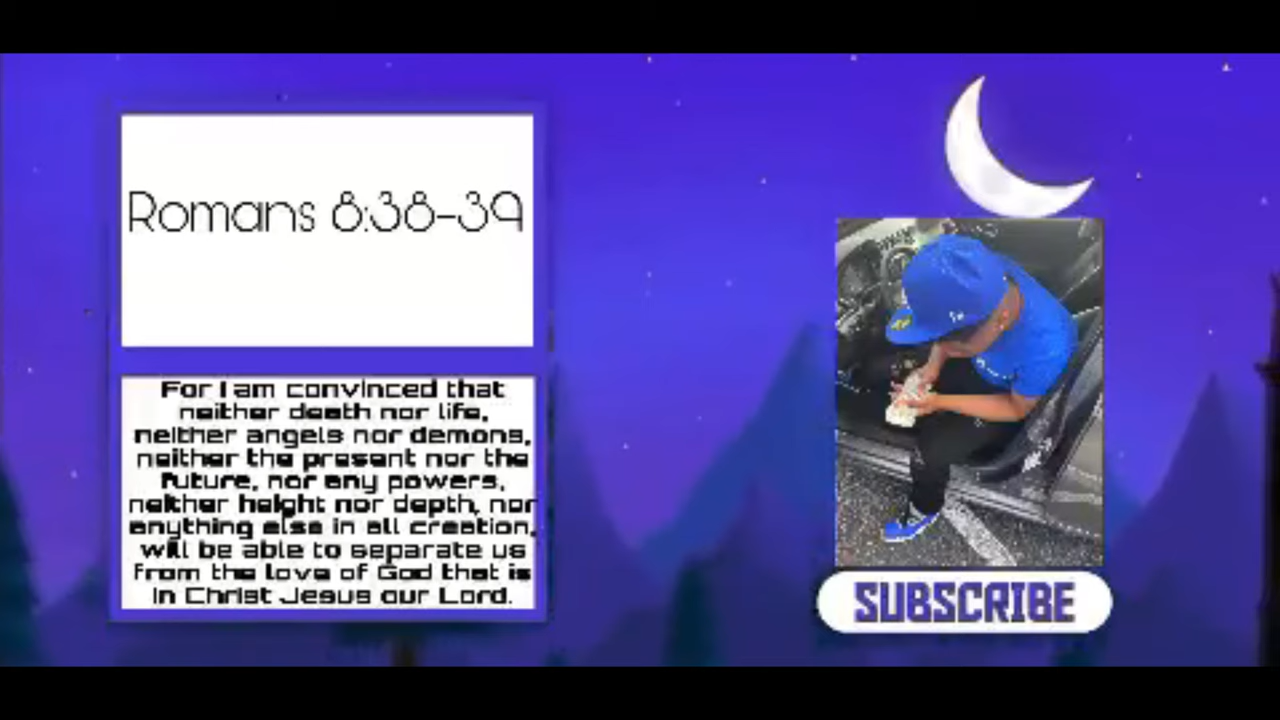 Romans 8:38-39
For I am convinced that
neither death nor life,
neither angels nor demons,
neither the present nor the
future, nor any powers,
neither height nor depth, nor
anything else in all creation,
will be able to separate us
from the love of God that is
in Christ Jesus our Lord.
SUBSCRIBE